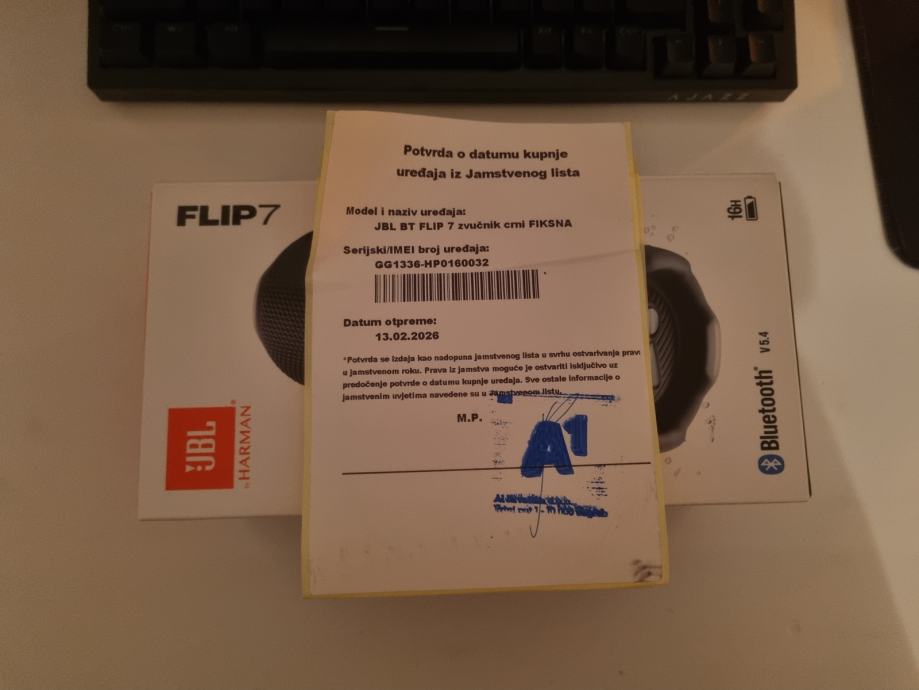 AJAZZ
FLIP7
16H
Potvrda o datumu kupnje
uređaja iz Jamstvenog lista
Model i naziv uređaja:
JBL BT FLIP 7 zvučnik crni FIKSNA
Serijski/IMEI broj uređaja:
GG1336-HP0160032
Datum otpreme:
13.02.2026
*Potvrda se izdaja kao nadopuna jamstvenog lista u svrhu ostvarivanja prava
u jamstvenom roku. Prava iz jamstva moguće je ostvariti isključivo uz
predočenje potvrde o datumu kupnje uređaja. Sve ostale informacije o
jamstvenim uvjetima navedene su u Jamstvenom listu.
M.P.
A1
JBL
by HARMAN
Bluetooth® V 5.4